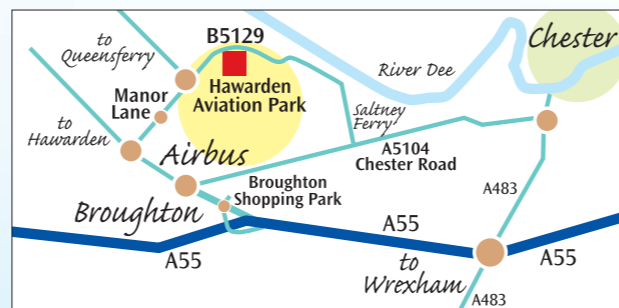 to
Queensferry
B5129
Chester
River Dee
Hawarden
Aviation Park
Manor
Lane
to
Hawarden
Saltney
Ferry
Airbus
A5104
Chester Road
Broughton
Shopping Park
A483
Broughton
A55
A55
to
Wrexham
A55
A483